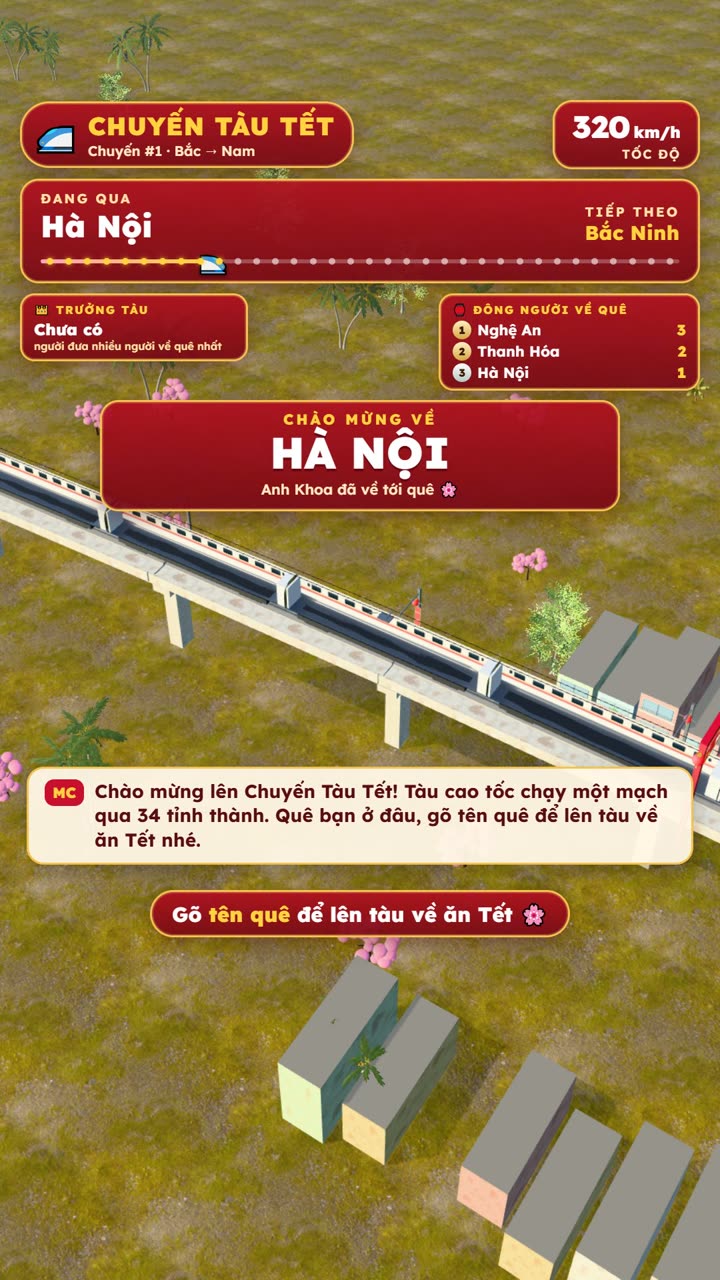 CHUYẾN TÀU TẾT
Chuyến #1 · Bắc → Nam
320 km/h
TỐC ĐỘ
ĐANG QUA
Hà Nội
TIẾP THEO
Bắc Ninh
TRƯỞNG TÀU
Chưa có
người đưa nhiều người về quê nhất
ĐÔNG NGƯỜI VỀ QUÊ
1 Nghệ An 3
2 Thanh Hóa 2
3 Hà Nội 1
CHÀO MỪNG VỀ
HÀ NỘI
Anh Khoa đã về tới quê 🌸
MC Chào mừng lên Chuyến Tàu Tết! Tàu cao tốc chạy một mạch
qua 34 tỉnh thành. Quê bạn ở đâu, gõ tên quê để lên tàu về
ăn Tết nhé.
Gõ tên quê để lên tàu về ăn Tết 🌸